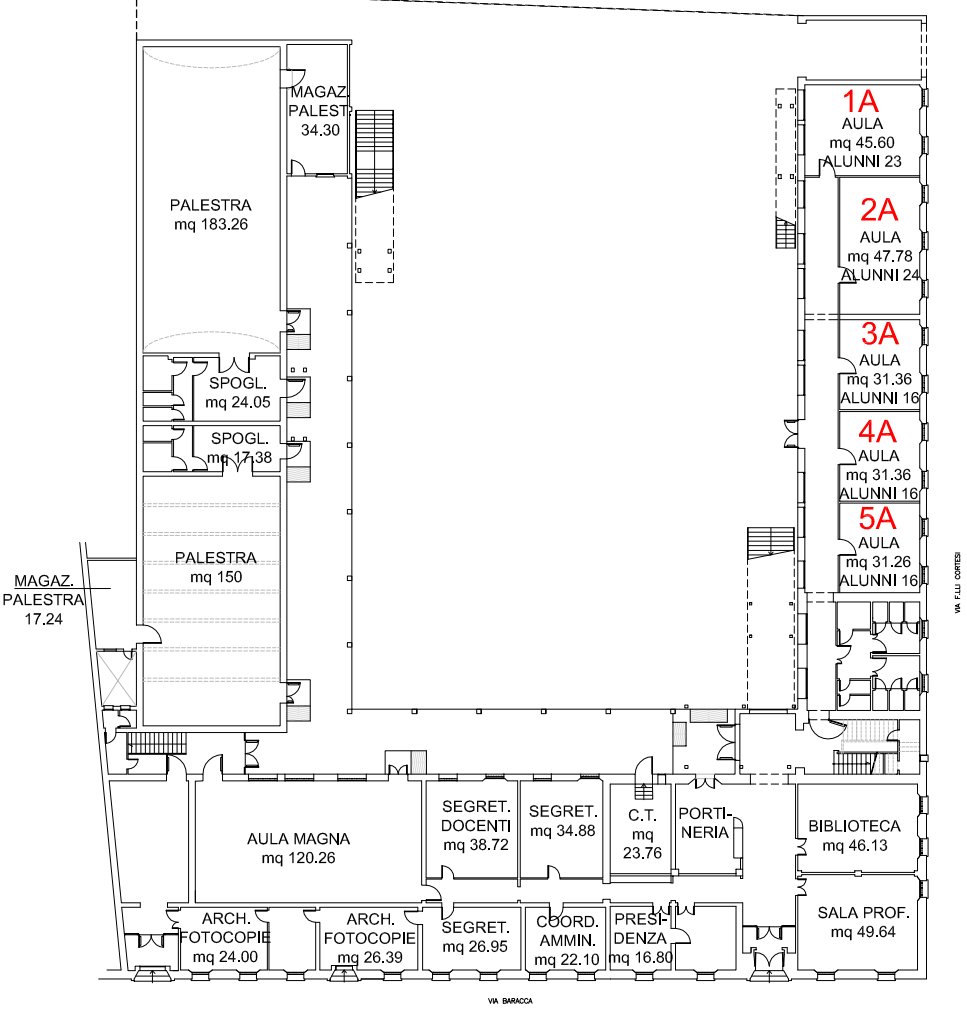 MAGAZ.
PALEST.
34.30
1A
AULA
mq 45.60
ALUNNI 23
PALESTRA
mq 183.26
2A
AULA
mq 47.78
ALUNNI 24
3A
AULA
mq 31.36
ALUNNI 16
SPOGL.
mq 24.05
4A
AULA
mq 31.36
ALUNNI 16
SPOGL.
mq 17.38
5A
AULA
mq 31.26
ALUNNI 16
PALESTRA
mq 150
MAGAZ.
PALESTRA
17.24
VIA F.LLI CORTESI
AULA MAGNA
mq 120.26
SEGRET.
DOCENTI
mq 38.72
SEGRET.
mq 34.88
C.T.
mq
23.76
PORTI-
NERIA
BIBLIOTECA
mq 46.13
ARCH.
FOTOCOPIE
mq 24.00
ARCH.
FOTOCOPIE
mq 26.39
SEGRET.
mq 26.95
COORD.
AMMIN.
mq 22.10
PRESI-
DENZA
mq 16.80
SALA PROF.
mq 49.64
VIA BARACCA